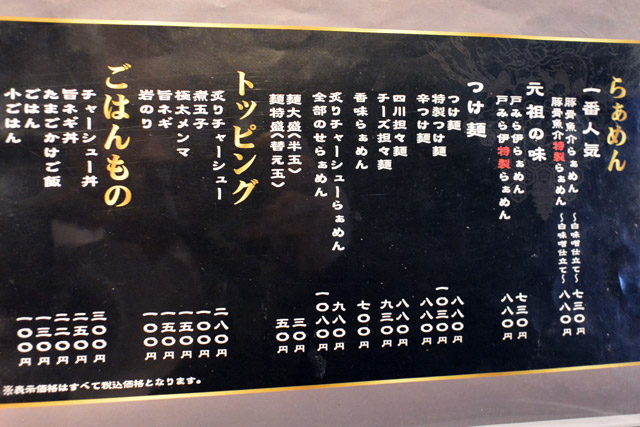 らぁめん
一番人気
豚骨魚介らぁめん 〜白味噌仕立て〜 七三〇円
豚骨魚介特製らぁめん 〜白味噌仕立て〜 八八〇円
元祖の味
戸みら伊らぁめん 七三〇円
戸みら伊特製らぁめん 八八〇円
つけ麺
つけ麺 八八〇円
特製つけ麺 一〇三〇円
辛つけ麺 八八〇円
四川担々麺 八八〇円
チーズ担々麺 九三〇円
香味らぁめん 七〇〇円
炙りチャーシューらぁめん 九八〇円
全部のせらぁめん 一〇八〇円
麺大盛〈半玉〉 三〇円
麺特盛〈替え玉〉 五〇円
トッピング
炙りチャーシュー 二八〇円
煮玉子 一〇〇円
極太メンマ 一五〇円
旨ネギ 一五〇円
岩のり 一〇〇円
ごはんもの
チャーシュー丼 三〇〇円
旨ネギ丼 二五〇円
たまごかけご飯 二二〇円
ごはん 一三〇円
小ごはん 一〇〇円
※表示価格はすべて税込価格となります。